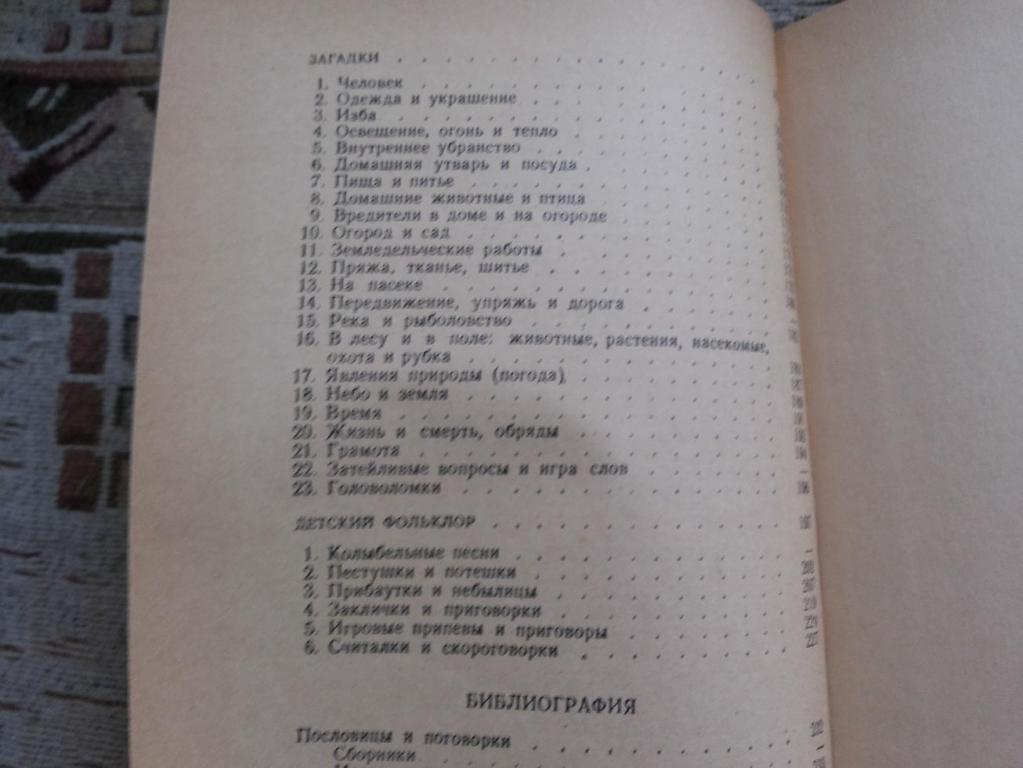 ЗАГАДКИ
1. Человек
2. Одежда и украшение
3. Изба
4. Освещение, огонь и тепло
5. Внутреннее убранство
6. Домашняя утварь и посуда
7. Пища и питье
8. Домашние животные и птица
9. Вредители в доме и на огороде
10. Огород и сад
11. Земледельческие работы
12. Пряжа, тканье, шитье
13. На пасеке
14. Передвижение, упряжь и дорога
15. Река и рыболовство
16. В лесу и в поле: животные, растения, насекомые,
охота и рубка
17. Явления природы (погода)
18. Небо и земля
19. Время
20. Жизнь и смерть, обряды
21. Грамота
22. Затейливые вопросы и игра слов
23. Головоломки
ДЕТСКИЙ ФОЛЬКЛОР
1. Колыбельные песни
2. Пестушки и потешки
3. Прибаутки и небылицы
4. Заклички и приговорки
5. Игровые припевы и приговоры
6. Считалки и скороговорки
БИБЛИОГРАФИЯ
Пословицы и поговорки
Сборники